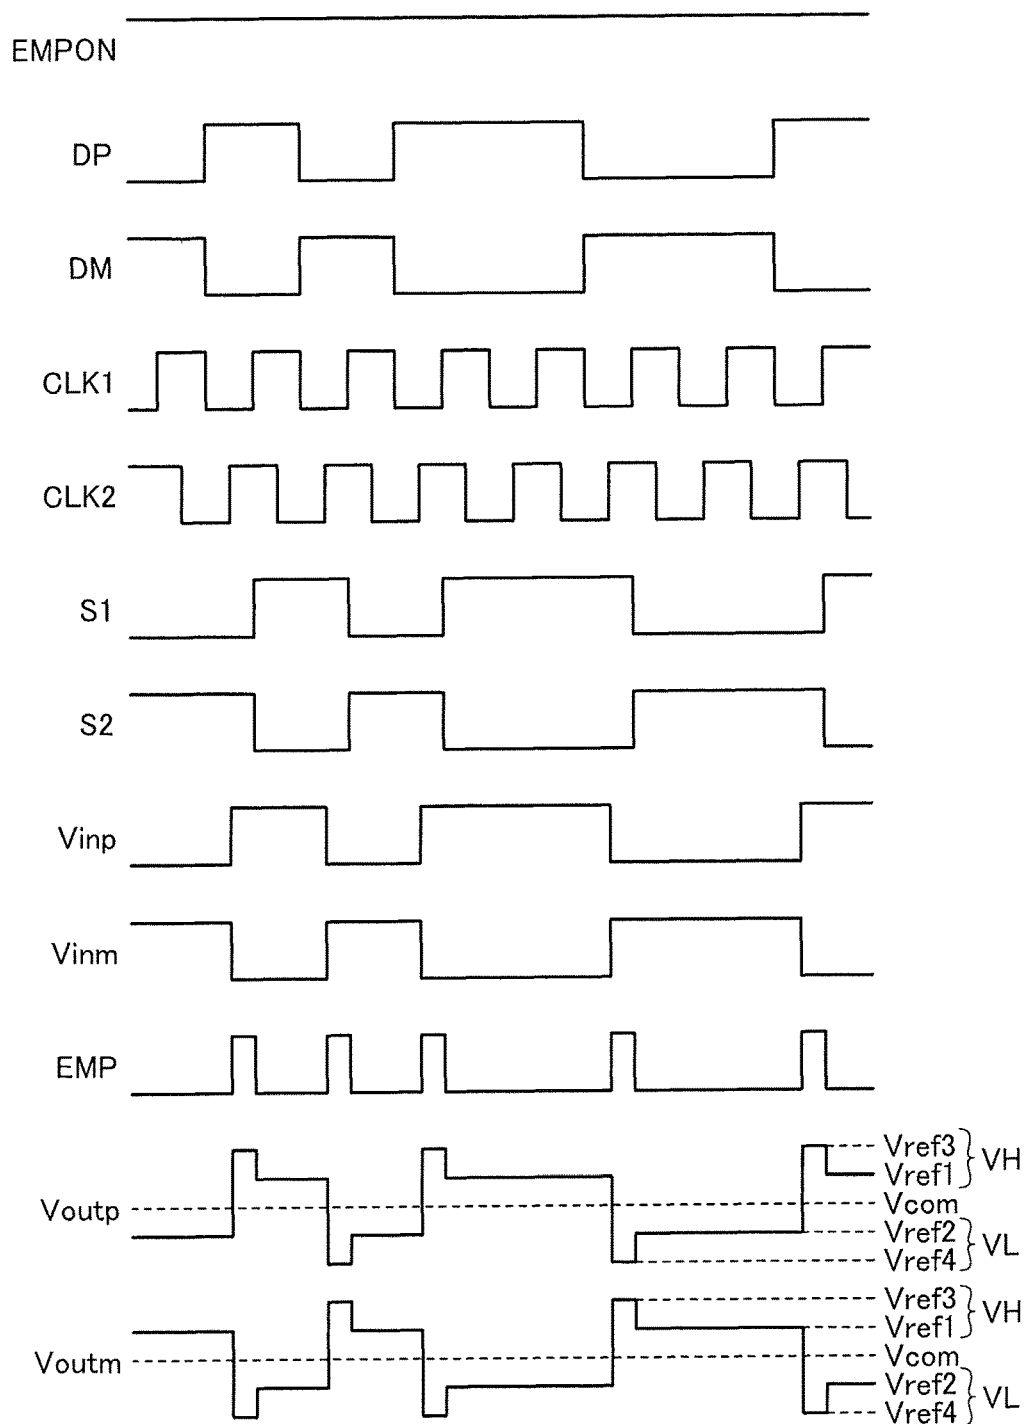 EMPON
DP
DM
CLK1
CLK2
S1
S2
Vinp
Vinm
EMP
Voutp
Vref3
Vref1
VH
Vcom
Vref2
Vref4
VL
Voutm
Vref3
Vref1
VH
Vcom
Vref2
Vref4
VL